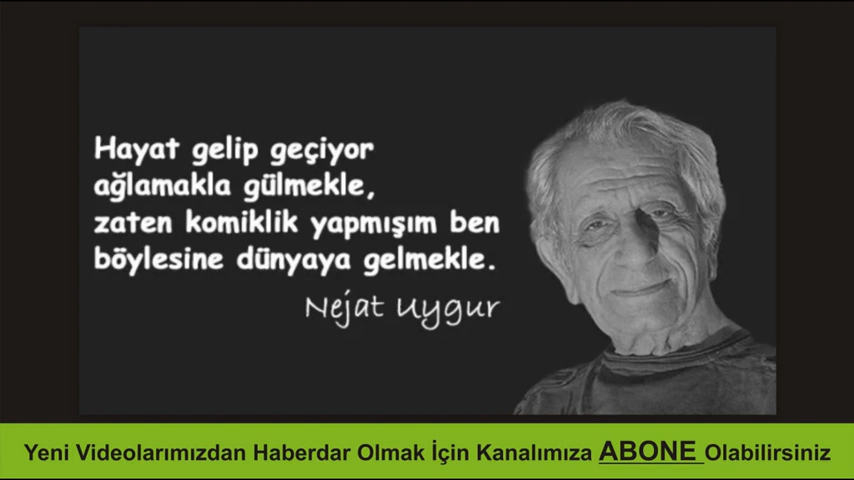 Hayat gelip geçiyor
ağlamakla gülmekle,
zaten komiklik yapmışım ben
böylesine dünyaya gelmekle.
Nejat Uygur
Yeni Videolarımızdan Haberdar Olmak İçin Kanalımıza ABONE Olabilirsiniz